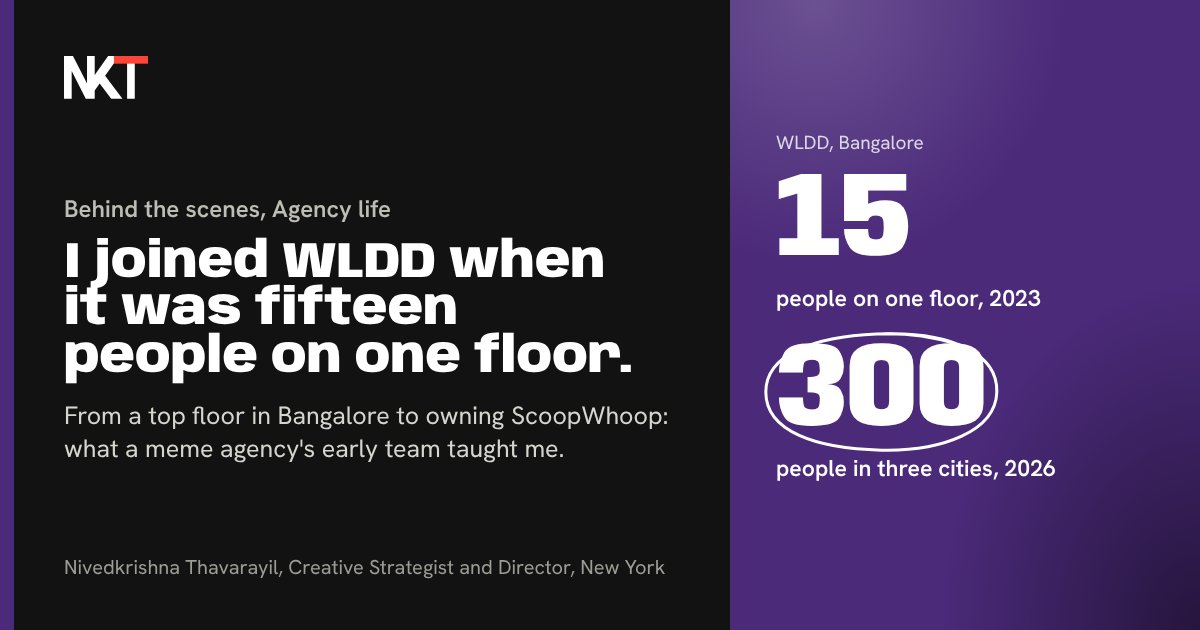 NKT
Behind the scenes, Agency life
I joined WLDD when
it was fifteen
people on one floor.
From a top floor in Bangalore to owning ScoopWhoop:
what a meme agency's early team taught me.
Nivedkrishna Thavarayil, Creative Strategist and Director, New York
WLDD, Bangalore
15
people on one floor, 2023
300
people in three cities, 2026